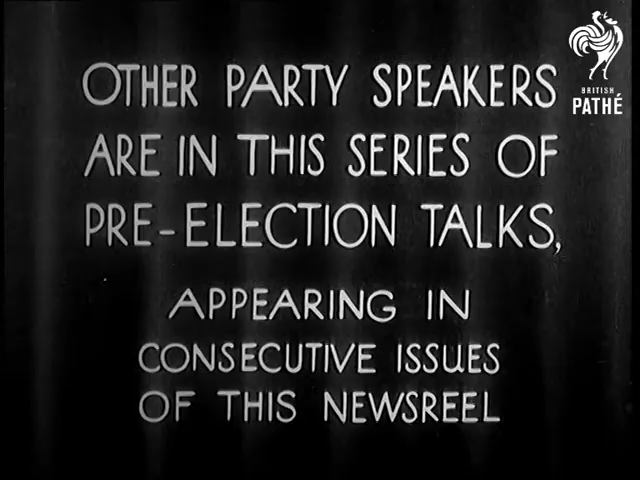 OTHER PARTY SPEAKERS
ARE IN THIS SERIES OF
PRE-ELECTION TALKS,
APPEARING IN
CONSECUTIVE ISSUES
OF THIS NEWSREEL
BRITISH
PATHÉ